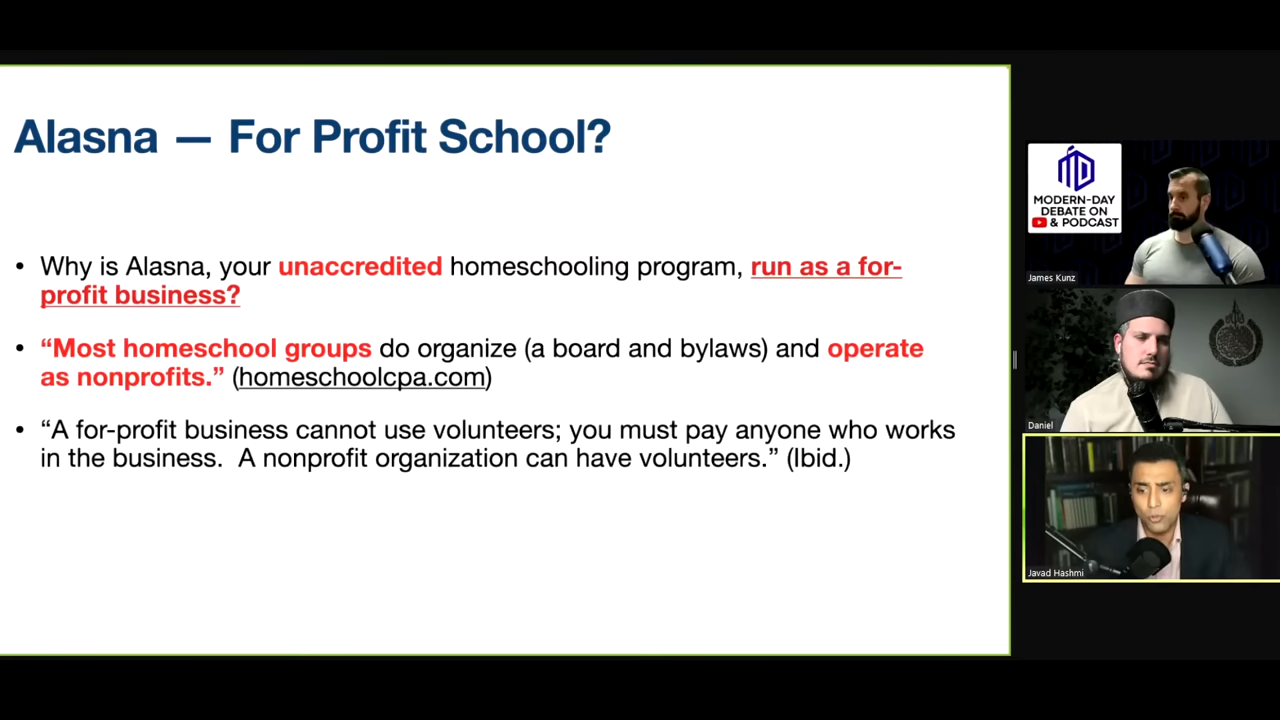 Alasna — For Profit School?
• Why is Alasna, your unaccredited homeschooling program, run as a for-
profit business?
• “Most homeschool groups do organize (a board and bylaws) and operate
as nonprofits.” (homeschoolcpa.com)
• “A for-profit business cannot use volunteers; you must pay anyone who works
in the business.  A nonprofit organization can have volunteers.” (Ibid.)
MODERN-DAY
DEBATE ON
& PODCAST
James Kunz
Daniel
Javad Hashmi